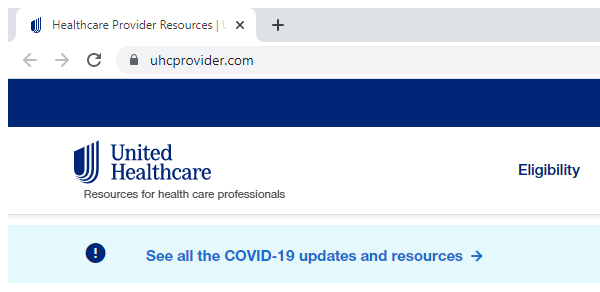 Healthcare Provider Resources |
uhcprovider.com
United
Healthcare
Resources for health care professionals
Eligibility
See all the COVID-19 updates and resources →